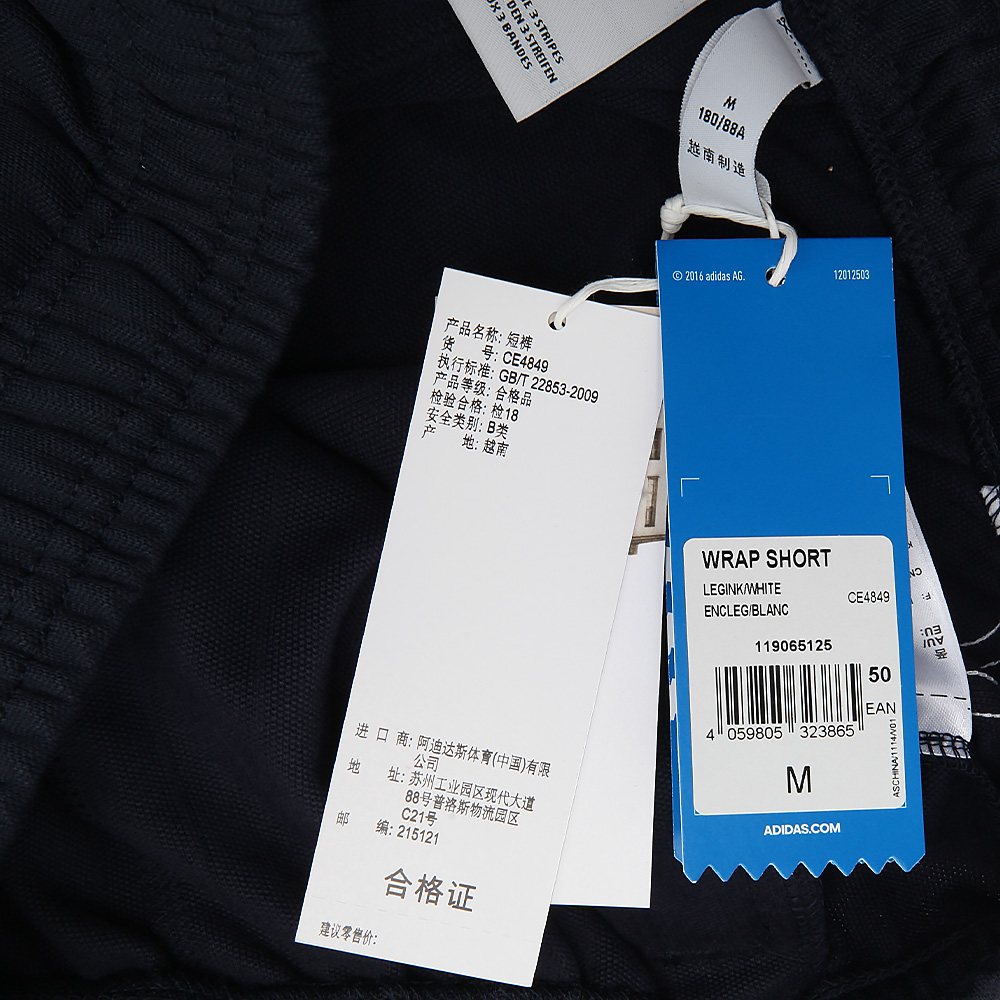 E 3 STRIPES
DEN 3 STREIFEN
OX 3 BANDES
M
180/88A
越南制造
© 2016 adidas AG.
12012503
产品名称: 短裤
货 号: CE4849
执行标准: GB/T 22853-2009
产品等级: 合格品
检验合格: 检18
安全类别: B类
产 地: 越南
进 口 商: 阿迪达斯体育(中国)有限
公司
地 址: 苏州工业园区现代大道
88号普洛斯物流园区
C21号
邮 编: 215121
合格证
建议零售价:
WRAP SHORT
LEGINK/WHITE
ENCLEG/BLANC
CE4849
119065125
50
EAN
4 059805 323865
M
ASCHINA/1114/V01
ADIDAS.COM
CN
F:
AU/
EU: